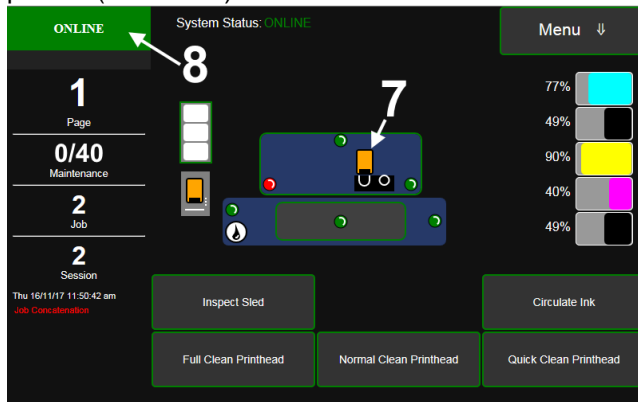 ONLINE
System Status: ONLINE
Menu ⇓
8
7
1
Page
0/40
Maintenance
2
Job
2
Session
Thu 16/11/17 11:50:42 am
Job Concatenation
77%
49%
90%
40%
49%
Inspect Sled
Circulate Ink
Full Clean Printhead
Normal Clean Printhead
Quick Clean Printhead